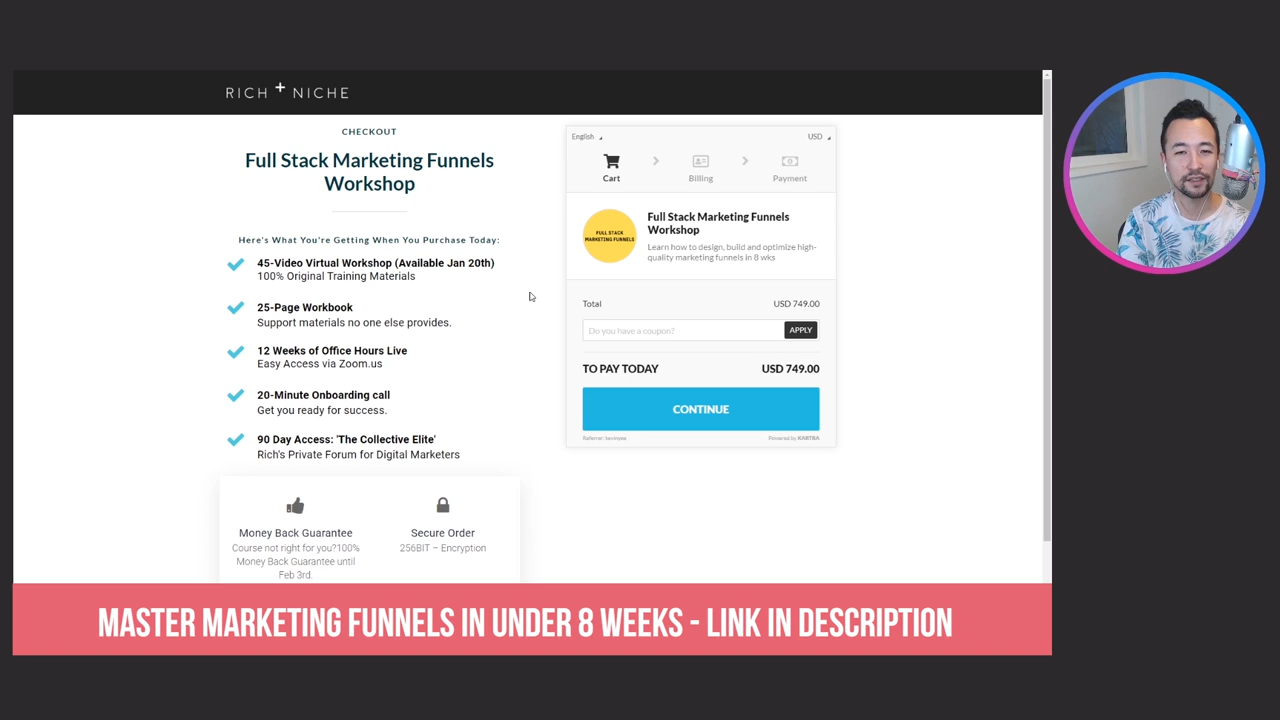 RICH + NICHE
CHECKOUT
Full Stack Marketing Funnels
Workshop
Here's What You're Getting When You Purchase Today:
45-Video Virtual Workshop (Available Jan 20th)
100% Original Training Materials
25-Page Workbook
Support materials no one else provides.
12 Weeks of Office Hours Live
Easy Access via Zoom.us
20-Minute Onboarding call
Get you ready for success.
90 Day Access: 'The Collective Elite'
Rich's Private Forum for Digital Marketers
Money Back Guarantee
Course not right for you?100%
Money Back Guarantee until
Feb 3rd.
Secure Order
256BIT – Encryption
English
USD
Cart
Billing
Payment
FULL STACK
MARKETING FUNNELS
Full Stack Marketing Funnels
Workshop
Learn how to design, build and optimize high-
quality marketing funnels in 8 wks
Total USD 749.00
Do you have a coupon? APPLY
TO PAY TODAY USD 749.00
CONTINUE
Powered by KARTRA
MASTER MARKETING FUNNELS IN UNDER 8 WEEKS - LINK IN DESCRIPTION